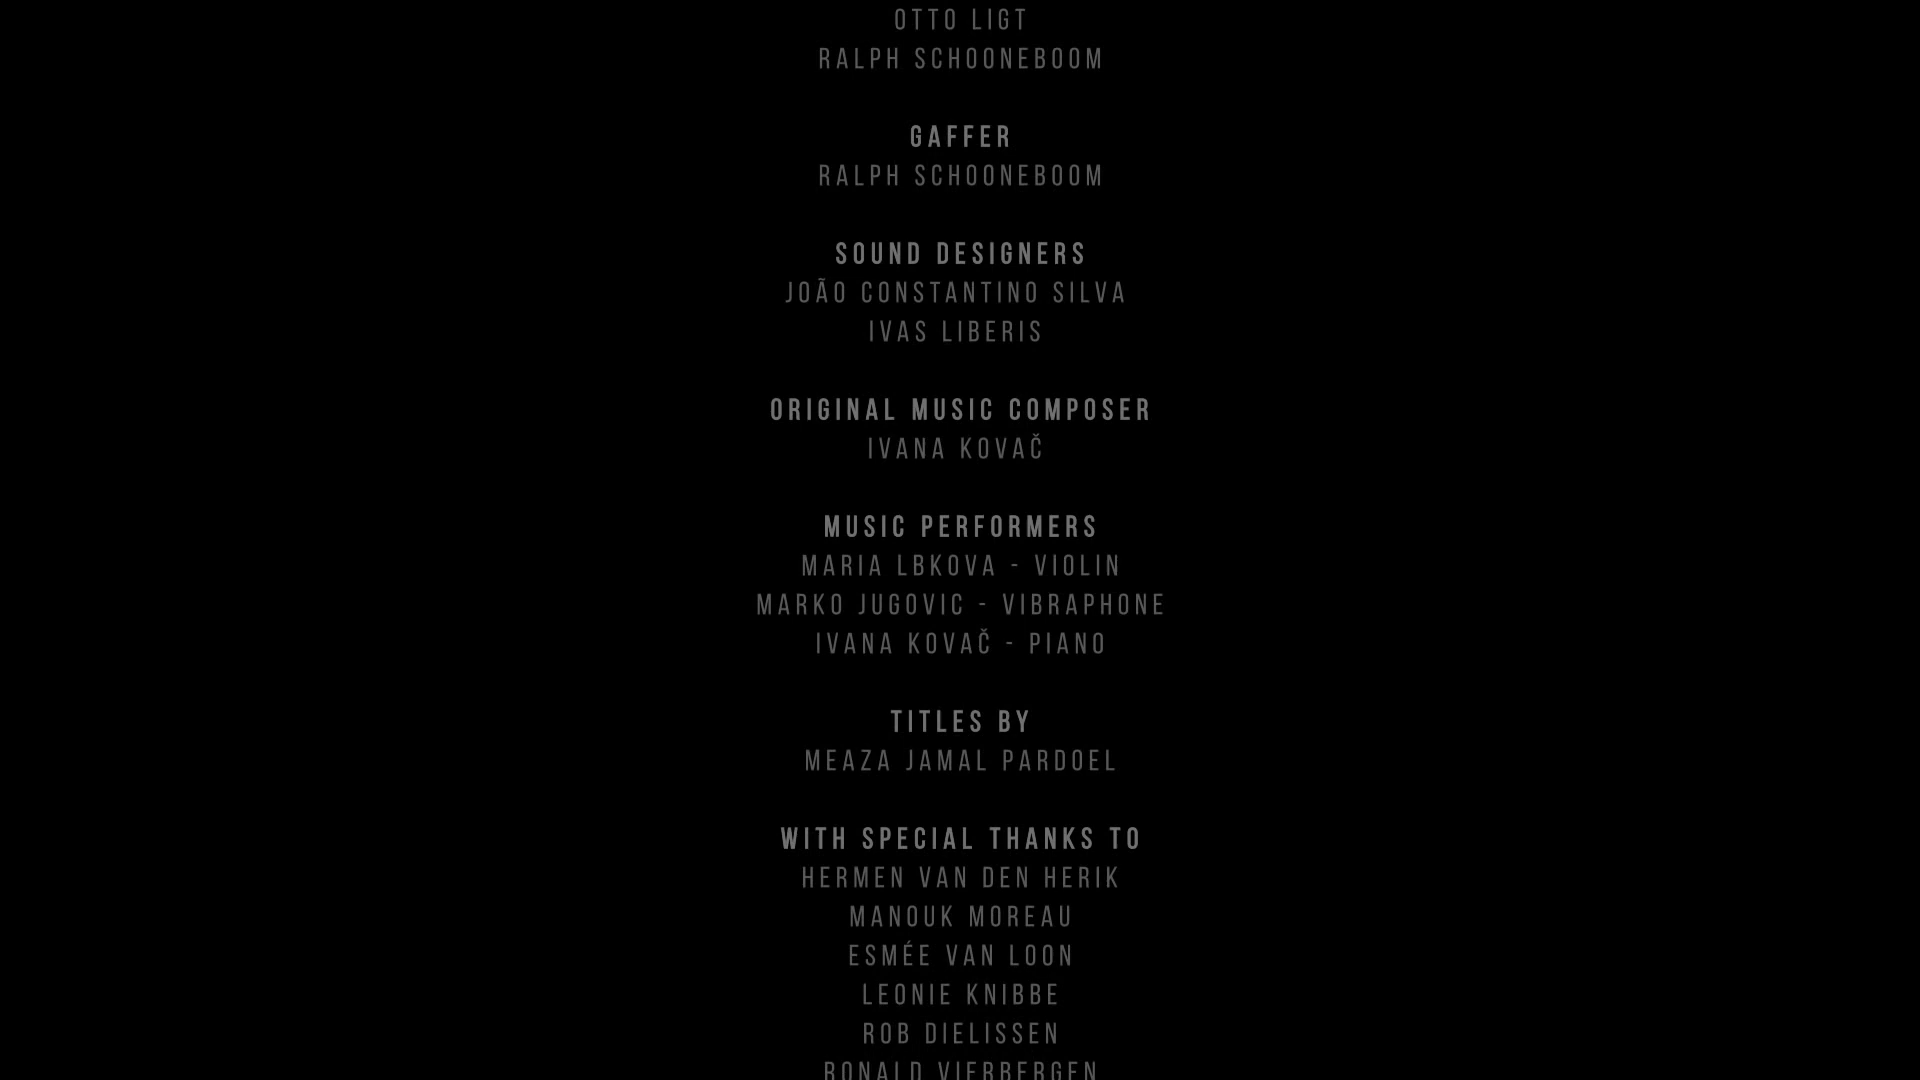 OTTO LIGT
RALPH SCHOONEBOOM
GAFFER
RALPH SCHOONEBOOM
SOUND DESIGNERS
JOÃO CONSTANTINO SILVA
IVAS LIBERIS
ORIGINAL MUSIC COMPOSER
IVANA KOVAČ
MUSIC PERFORMERS
MARIA LBKOVA - VIOLIN
MARKO JUGOVIC - VIBRAPHONE
IVANA KOVAČ - PIANO
TITLES BY
MEAZA JAMAL PARDOEL
WITH SPECIAL THANKS TO
HERMEN VAN DEN HERIK
MANOUK MOREAU
ESMÉE VAN LOON
LEONIE KNIBBE
ROB DIELISSEN
RONALD VIERBERGEN